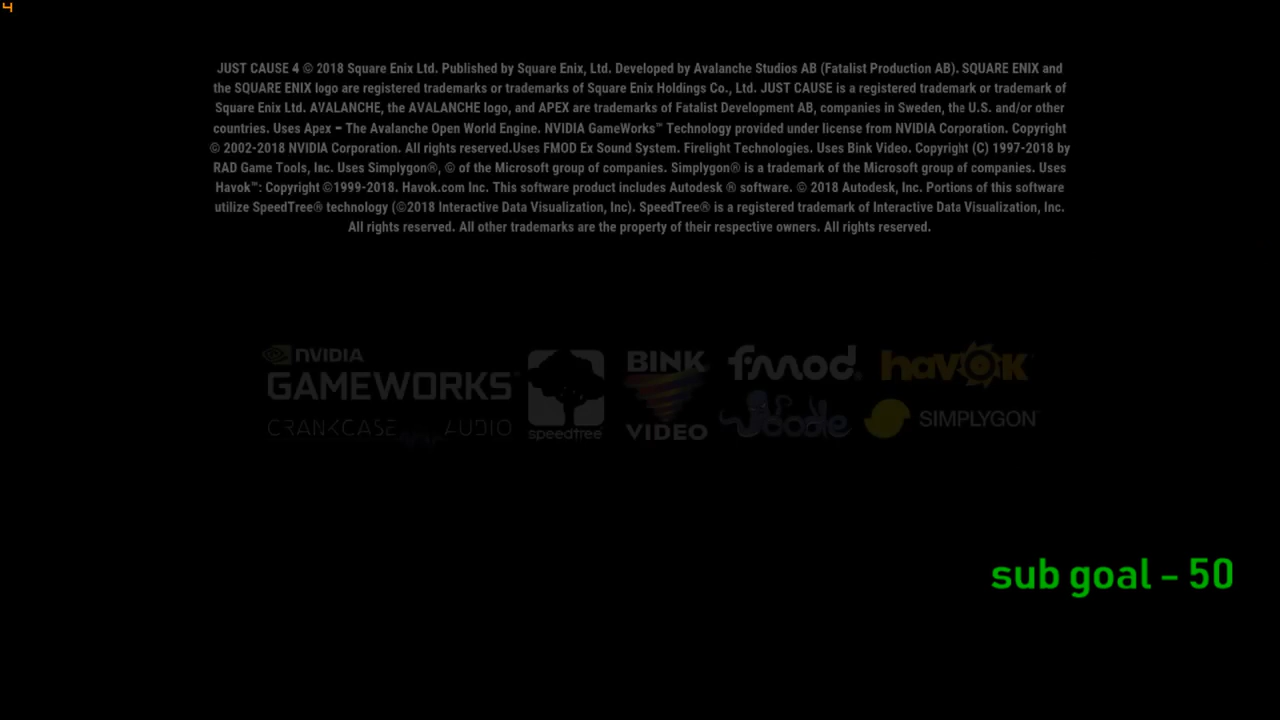 4
JUST CAUSE 4 © 2018 Square Enix Ltd. Published by Square Enix, Ltd. Developed by Avalanche Studios AB (Fatalist Production AB). SQUARE ENIX and
the SQUARE ENIX logo are registered trademarks or trademarks of Square Enix Holdings Co., Ltd. JUST CAUSE is a registered trademark or trademark of
Square Enix Ltd. AVALANCHE, the AVALANCHE logo, and APEX are trademarks of Fatalist Development AB, companies in Sweden, the U.S. and/or other
countries. Uses Apex – The Avalanche Open World Engine. NVIDIA GameWorks™ Technology provided under license from NVIDIA Corporation. Copyright
© 2002-2018 NVIDIA Corporation. All rights reserved.Uses FMOD Ex Sound System. Firelight Technologies. Uses Bink Video. Copyright (C) 1997-2018 by
RAD Game Tools, Inc. Uses Simplygon®, © of the Microsoft group of companies. Simplygon® is a trademark of the Microsoft group of companies. Uses
Havok™: Copyright ©1999-2018. Havok.com Inc. This software product includes Autodesk ® software. © 2018 Autodesk, Inc. Portions of this software
utilize SpeedTree® technology (©2018 Interactive Data Visualization, Inc). SpeedTree® is a registered trademark of Interactive Data Visualization, Inc.
All rights reserved. All other trademarks are the property of their respective owners. All rights reserved.
NVIDIA
GAMEWORKS
CRANKCASE AUDIO
speedtree
BINK
VIDEO
fmod
Oodle
havok
SIMPLYGON
sub goal – 50